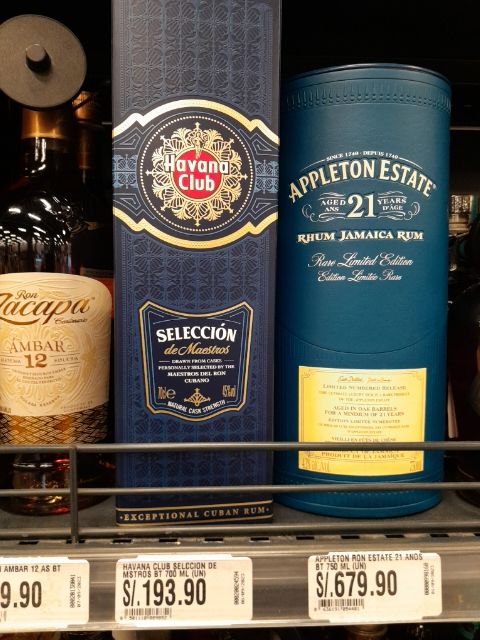 Ron
Zacapa
Centenario
ÁMBAR
12
Havana
Club
SELECCIÓN
de Maestros
DRAWN FROM CASKS
PERSONALLY SELECTED BY THE
MAESTROS DEL RON
CUBANO
70cl e 45%vol
NATURAL CASK STRENGTH
EXCEPTIONAL CUBAN RUM
SINCE 1749 · DEPUIS 1749
APPLETON ESTATE
AGED 21 YEARS
ANS D'ÂGE
RHUM JAMAICA RUM
Rare Limited Edition
Édition Limitée Rare
LIMITED NUMBERED RELEASE
AGED IN OAK BARRELS
FOR A MINIMUM OF 21 YEARS
PRODUIT DE LA JAMAÏQUE
AMBAR 12 AS BT
9.90
HAVANA CLUB SELCCION DE
MSTROS BT 700 ML (UN)
S/.193.90
APPLETON RON ESTATE 21 ANOS
BT 750 ML (UN)
S/.679.90